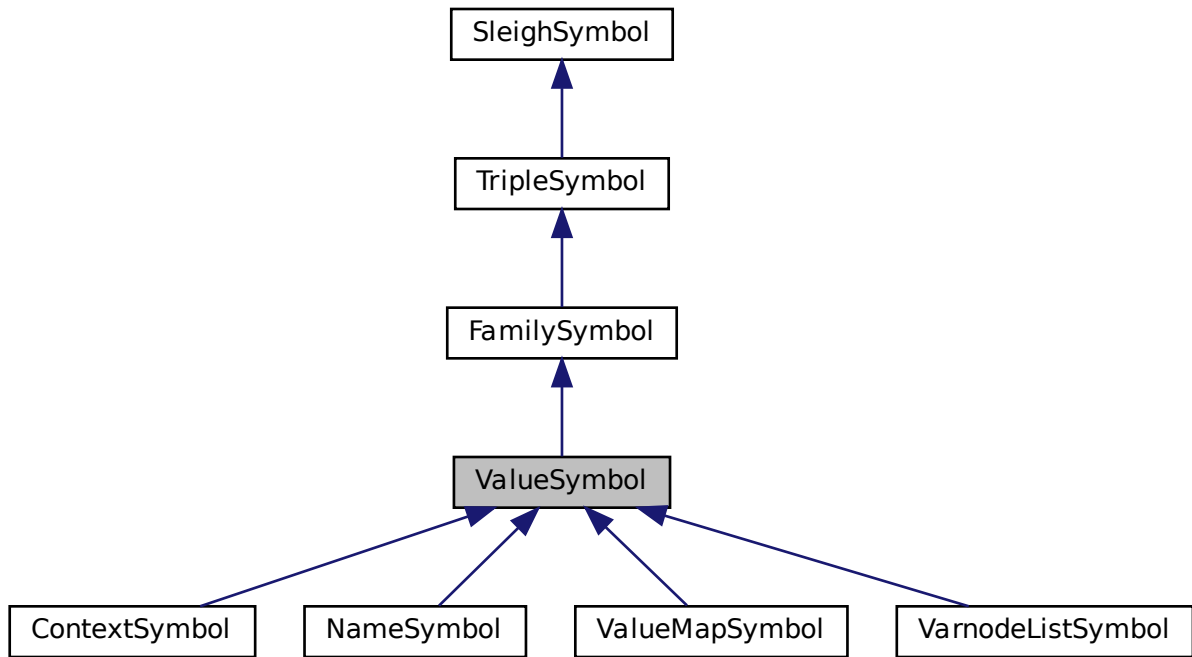 SleighSymbol
TripleSymbol
FamilySymbol
ValueSymbol
ContextSymbol
NameSymbol
ValueMapSymbol
VarnodeListSymbol